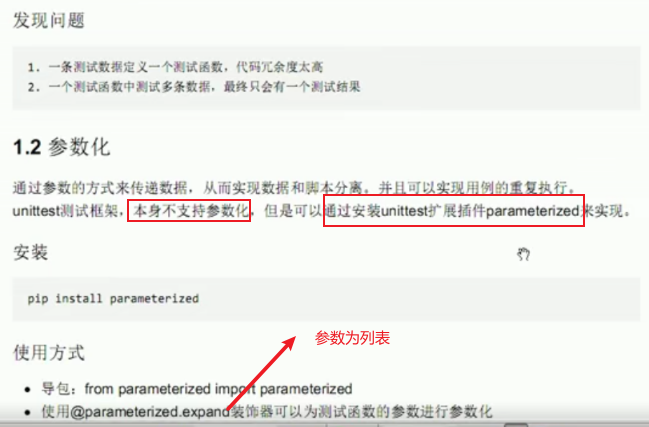 发现问题
1. 一条测试数据定义一个测试函数，代码冗余度太高
2. 一个测试函数中测试多条数据，最终只会有一个测试结果
1.2 参数化
通过参数的方式来传递数据，从而实现数据和脚本分离。并且可以实现用例的重复执行。
unittest测试框架，本身不支持参数化，但是可以通过安装unittest扩展插件parameterized来实现。
安装
pip install parameterized
参数为列表
使用方式
导包：from parameterized import parameterized
使用@parameterized.expand装饰器可以为测试函数的参数进行参数化